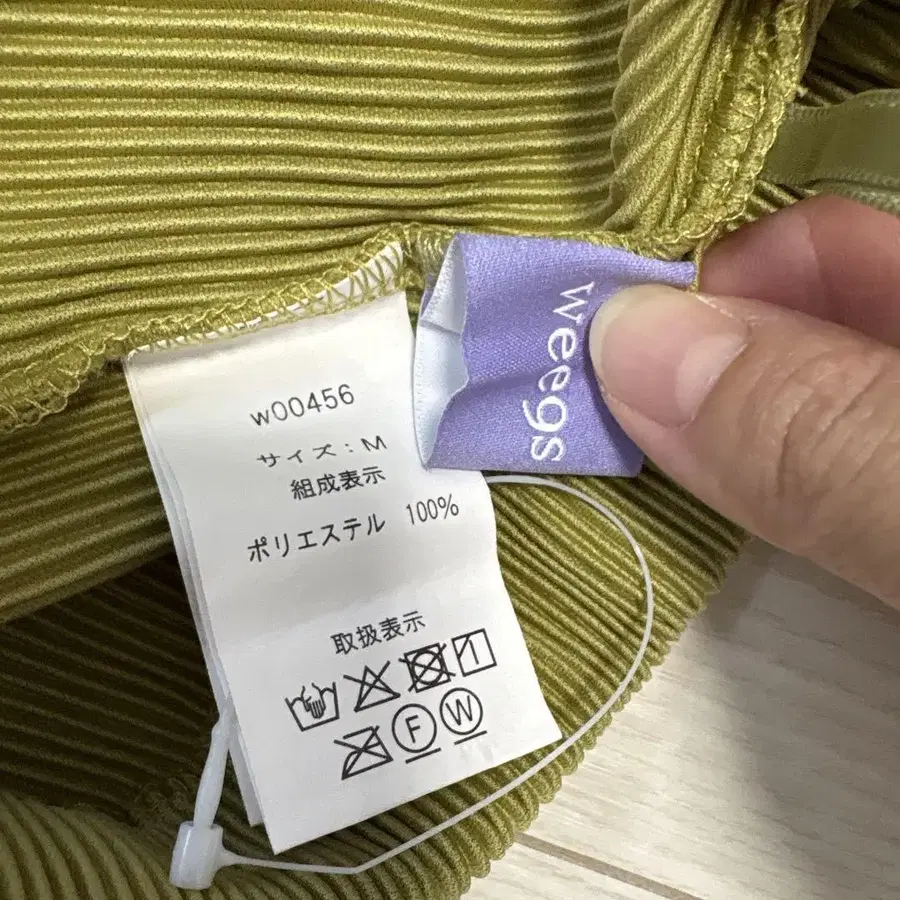 weegs
w00456
サイズ：M
組成表示
ポリエステル 100%
取扱表示
F W